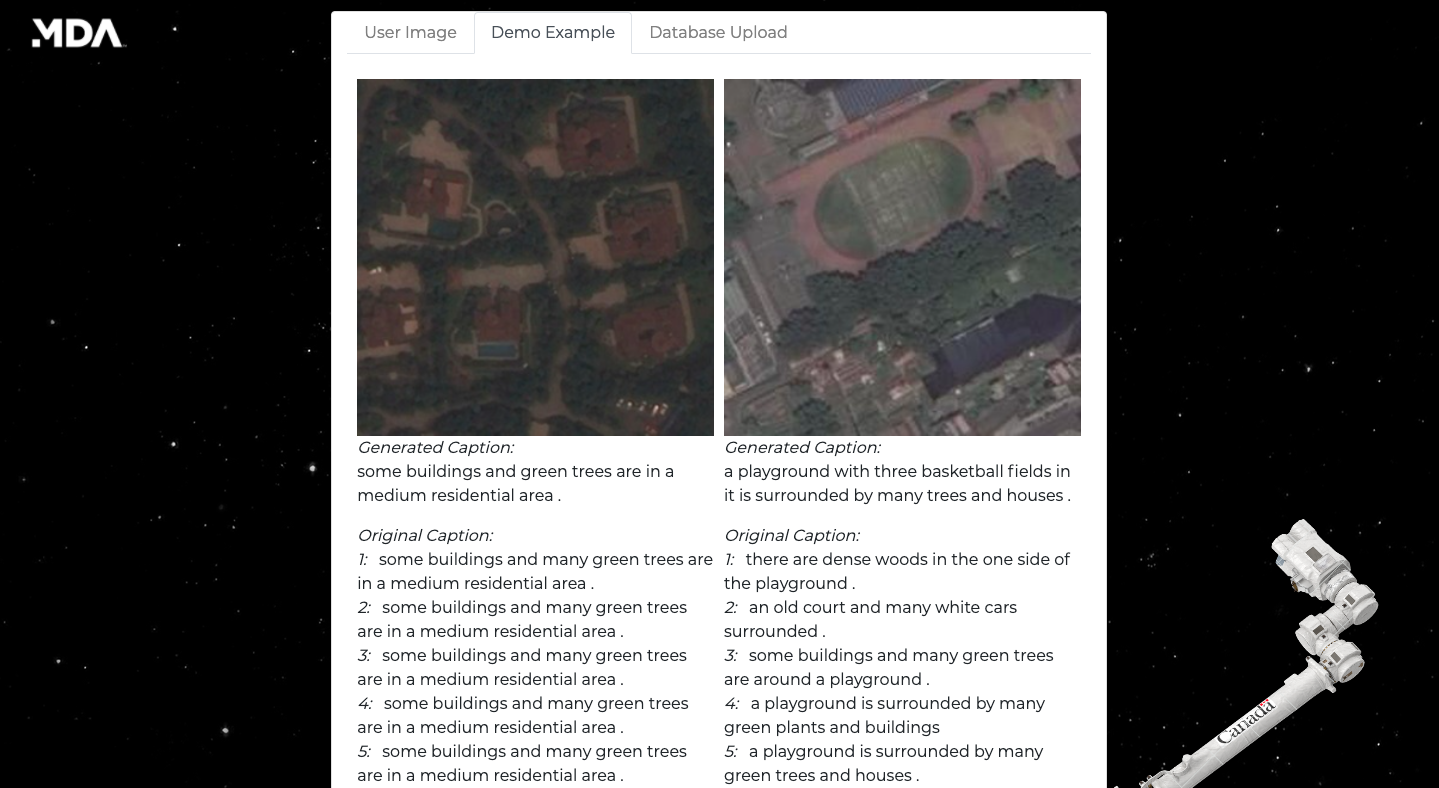 MDA
User Image
Demo Example
Database Upload
Generated Caption:
some buildings and green trees are in a
medium residential area .
Original Caption:
1: some buildings and many green trees are
in a medium residential area .
2: some buildings and many green trees
are in a medium residential area .
3: some buildings and many green trees
are in a medium residential area .
4: some buildings and many green trees
are in a medium residential area .
5: some buildings and many green trees
are in a medium residential area .
Generated Caption:
a playground with three basketball fields in
it is surrounded by many trees and houses .
Original Caption:
1: there are dense woods in the one side of
the playground .
2: an old court and many white cars
surrounded .
3: some buildings and many green trees
are around a playground .
4: a playground is surrounded by many
green plants and buildings
5: a playground is surrounded by many
green trees and houses .
Canada